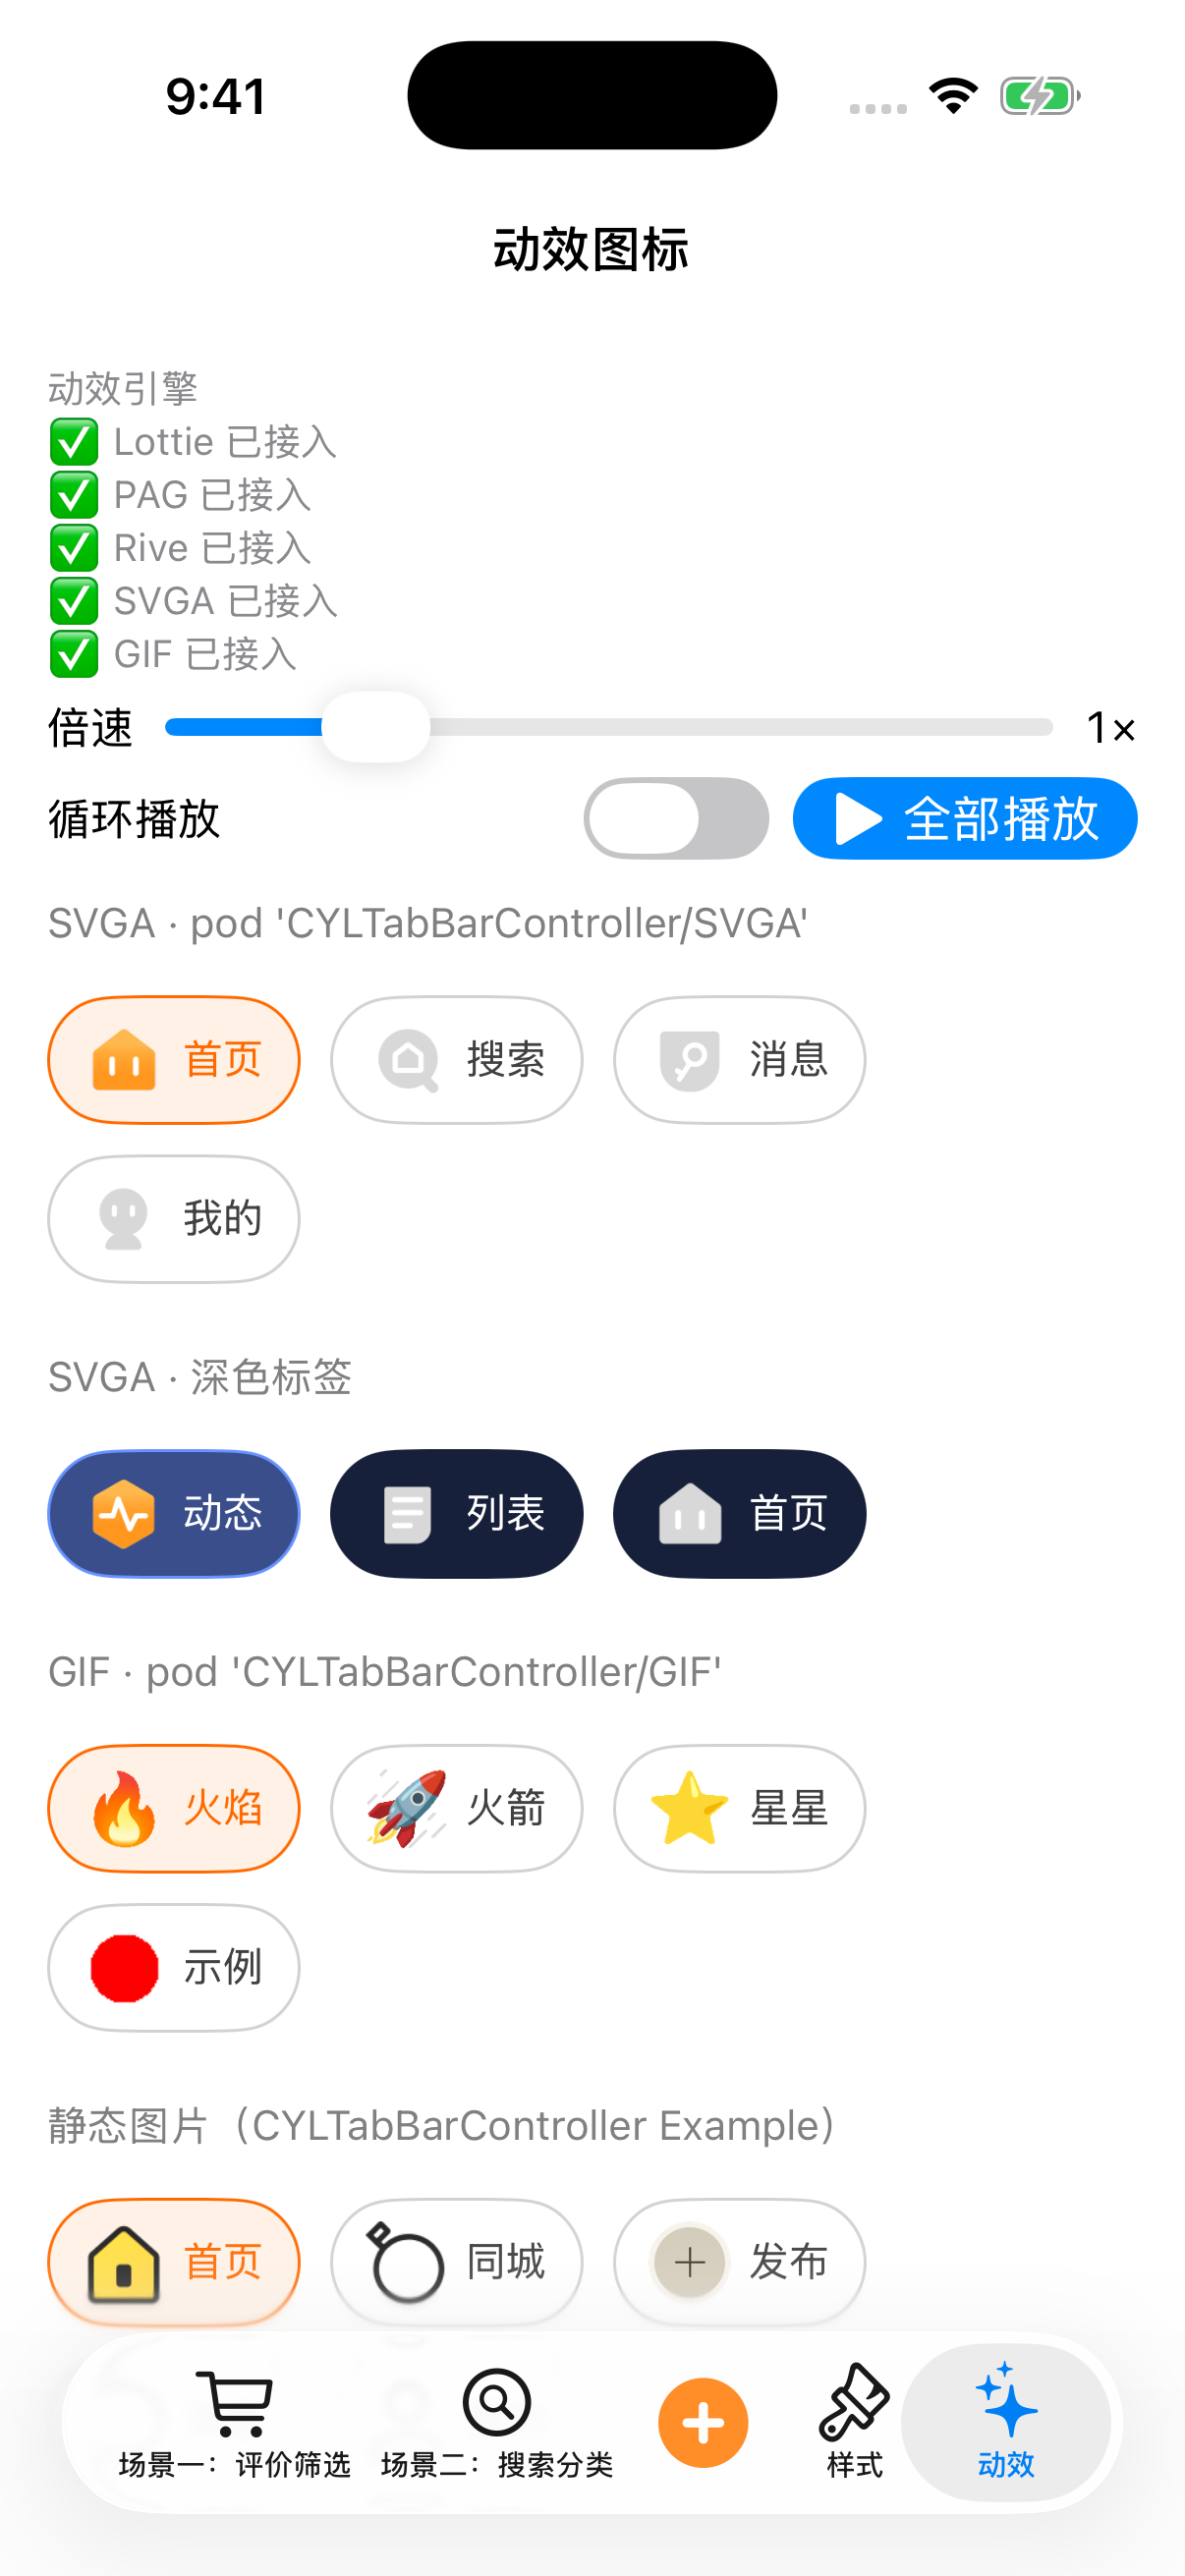 9:41
动效图标
动效引擎
✅ Lottie 已接入
✅ PAG 已接入
✅ Rive 已接入
✅ SVGA 已接入
✅ GIF 已接入
倍速 1×
循环播放 ▶ 全部播放
SVGA · pod 'CYLTabBarController/SVGA'
首页 搜索 消息
我的
SVGA · 深色标签
动态 列表 首页
GIF · pod 'CYLTabBarController/GIF'
火焰 火箭 星星
示例
静态图片（CYLTabBarController Example）
首页 同城 发布
场景一：评价筛选 场景二：搜索分类 样式 动效